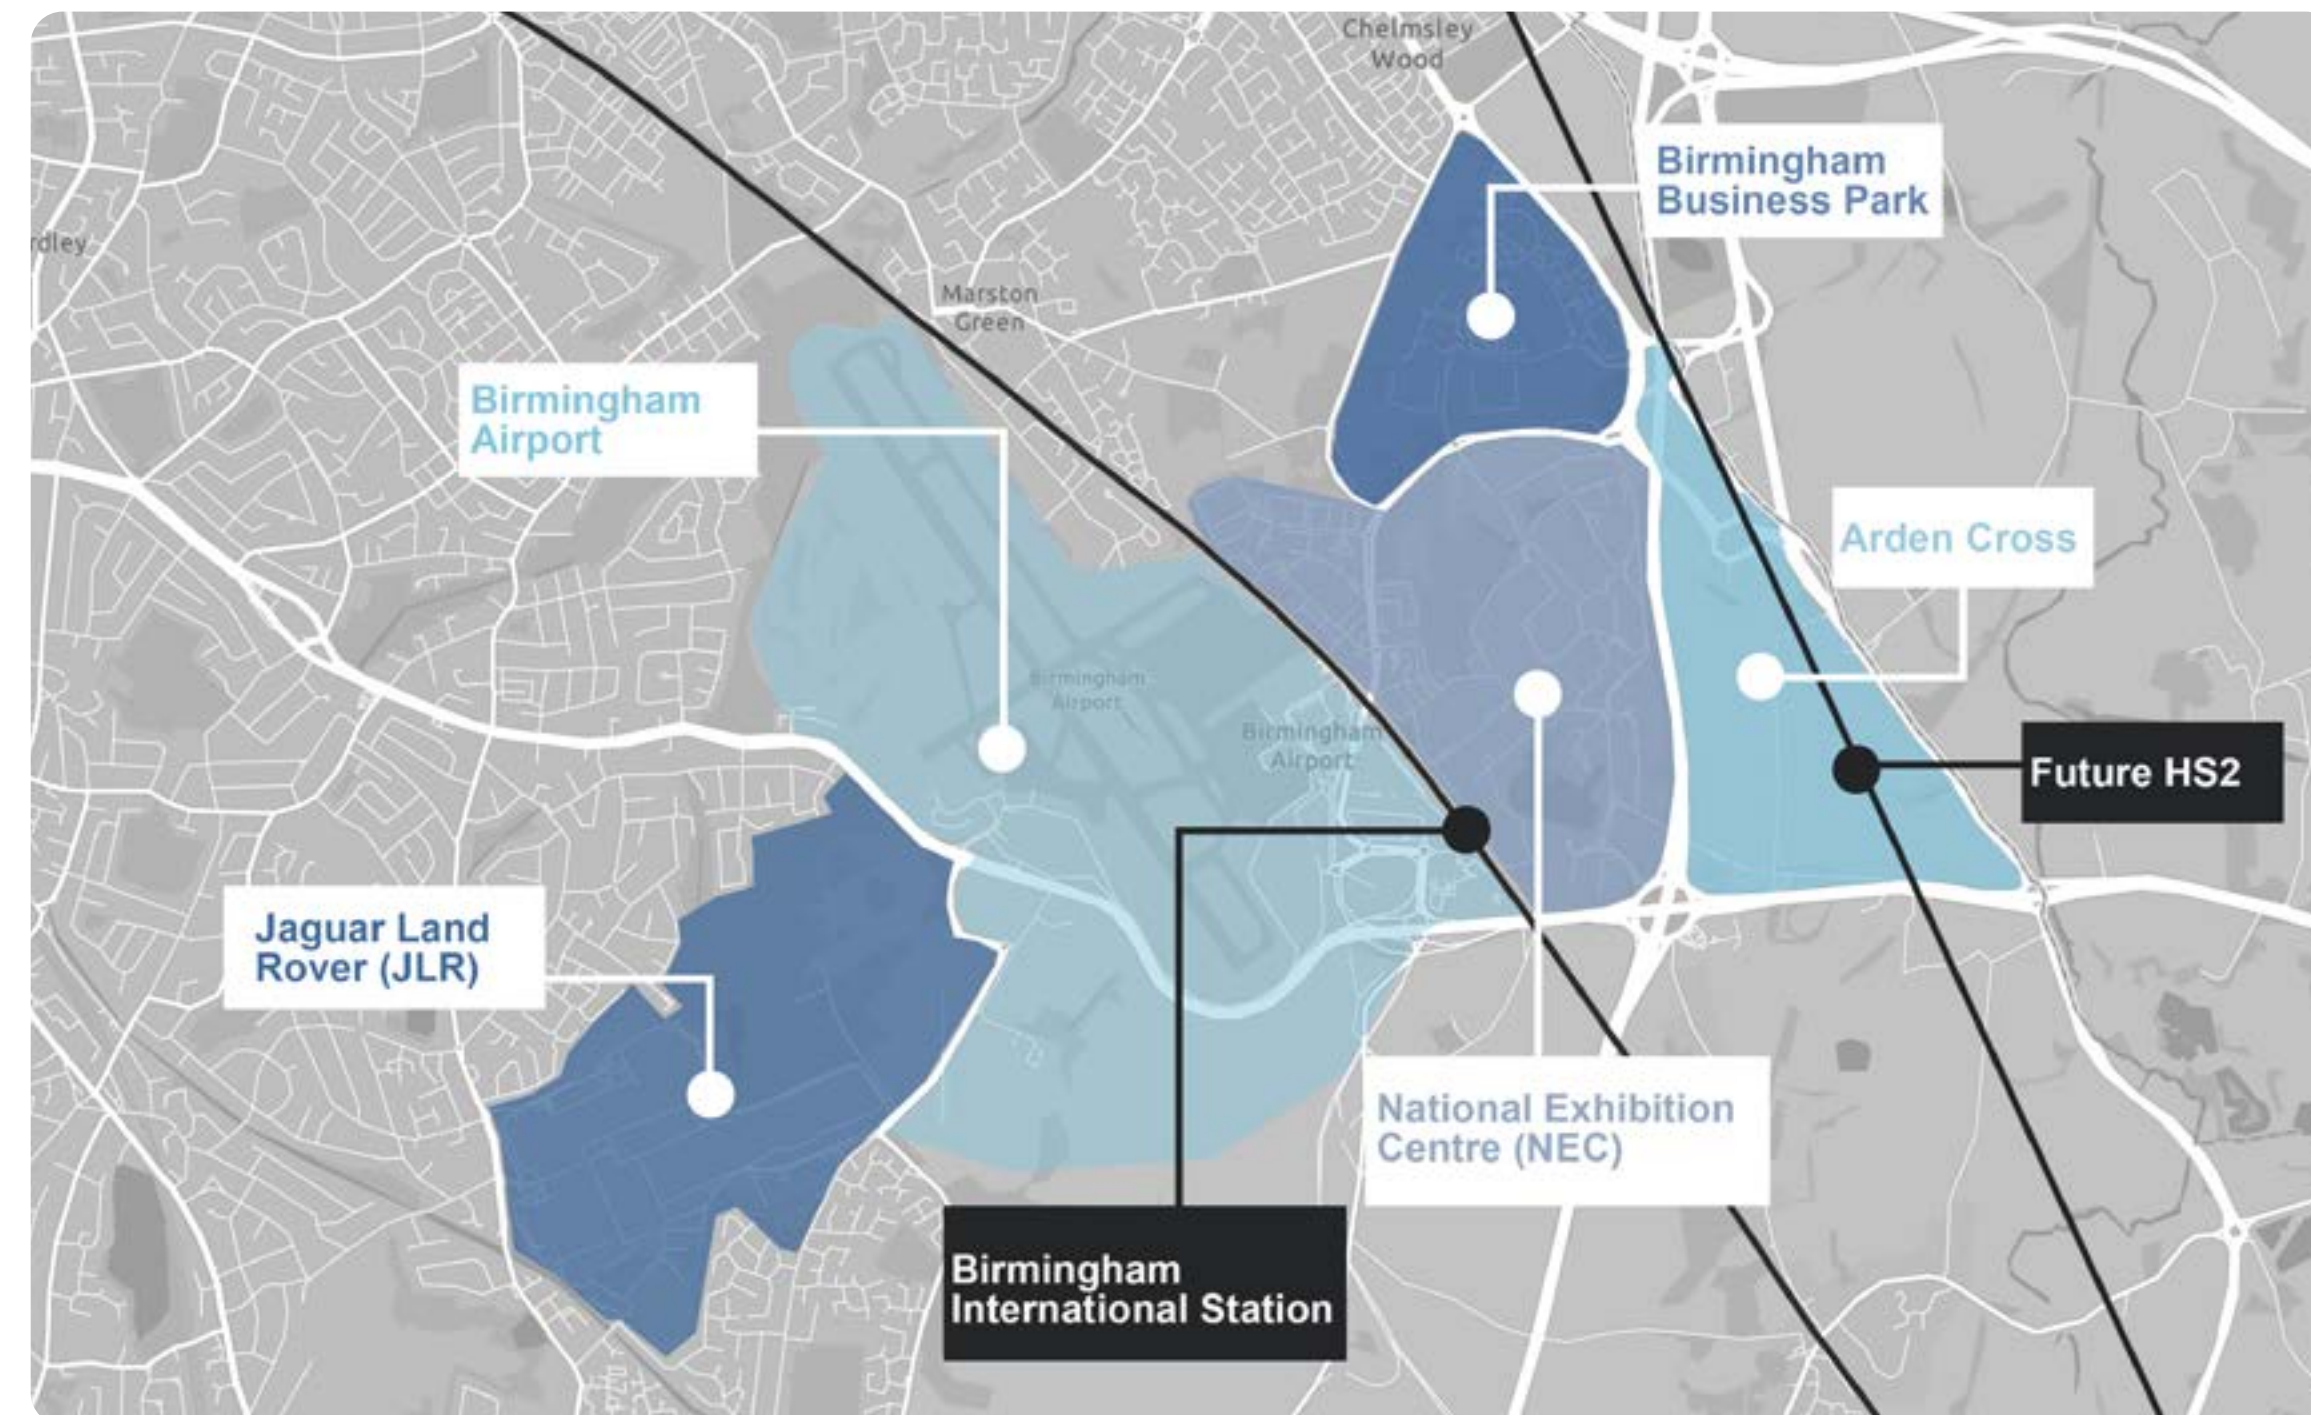 Chelmsley
Wood
Birmingham
Business Park
rdley
Marston
Green
Birmingham
Airport
Arden Cross
Birmingham
Airport
Birmingham
Airport
Future HS2
Jaguar Land
Rover (JLR)
National Exhibition
Centre (NEC)
Birmingham
International Station